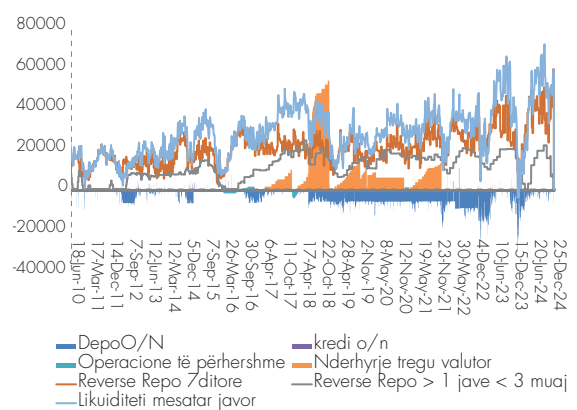 80000
60000
40000
20000
0
-20000
-40000
18-Jun-10
17-Mar-11
14-Dec-11
7-Sep-12
12-Jun-13
12-Mar-14
5-Dec-14
7-Sep-15
26-Mar-16
30-Sep-16
6-Apr-17
11-Oct-17
17-Apr-18
22-Oct-18
28-Apr-19
2-Nov-19
8-May-20
12-Nov-20
19-May-21
23-Nov-21
30-May-22
4-Dec-22
10-Jun-23
15-Dec-23
20-Jun-24
25-Dec-24
DepoO/N
kredi o/n
Operacione të përhershme
Nderhyrje tregu valutor
Reverse Repo 7ditore
Reverse Repo > 1 jave < 3 muaj
Likuiditeti mesatar javor